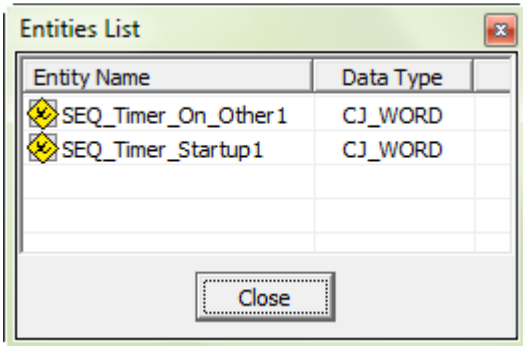 Entities List
Entity Name Data Type
SEQ_Timer_On_Other1 CJ_WORD
SEQ_Timer_Startup1 CJ_WORD
Close